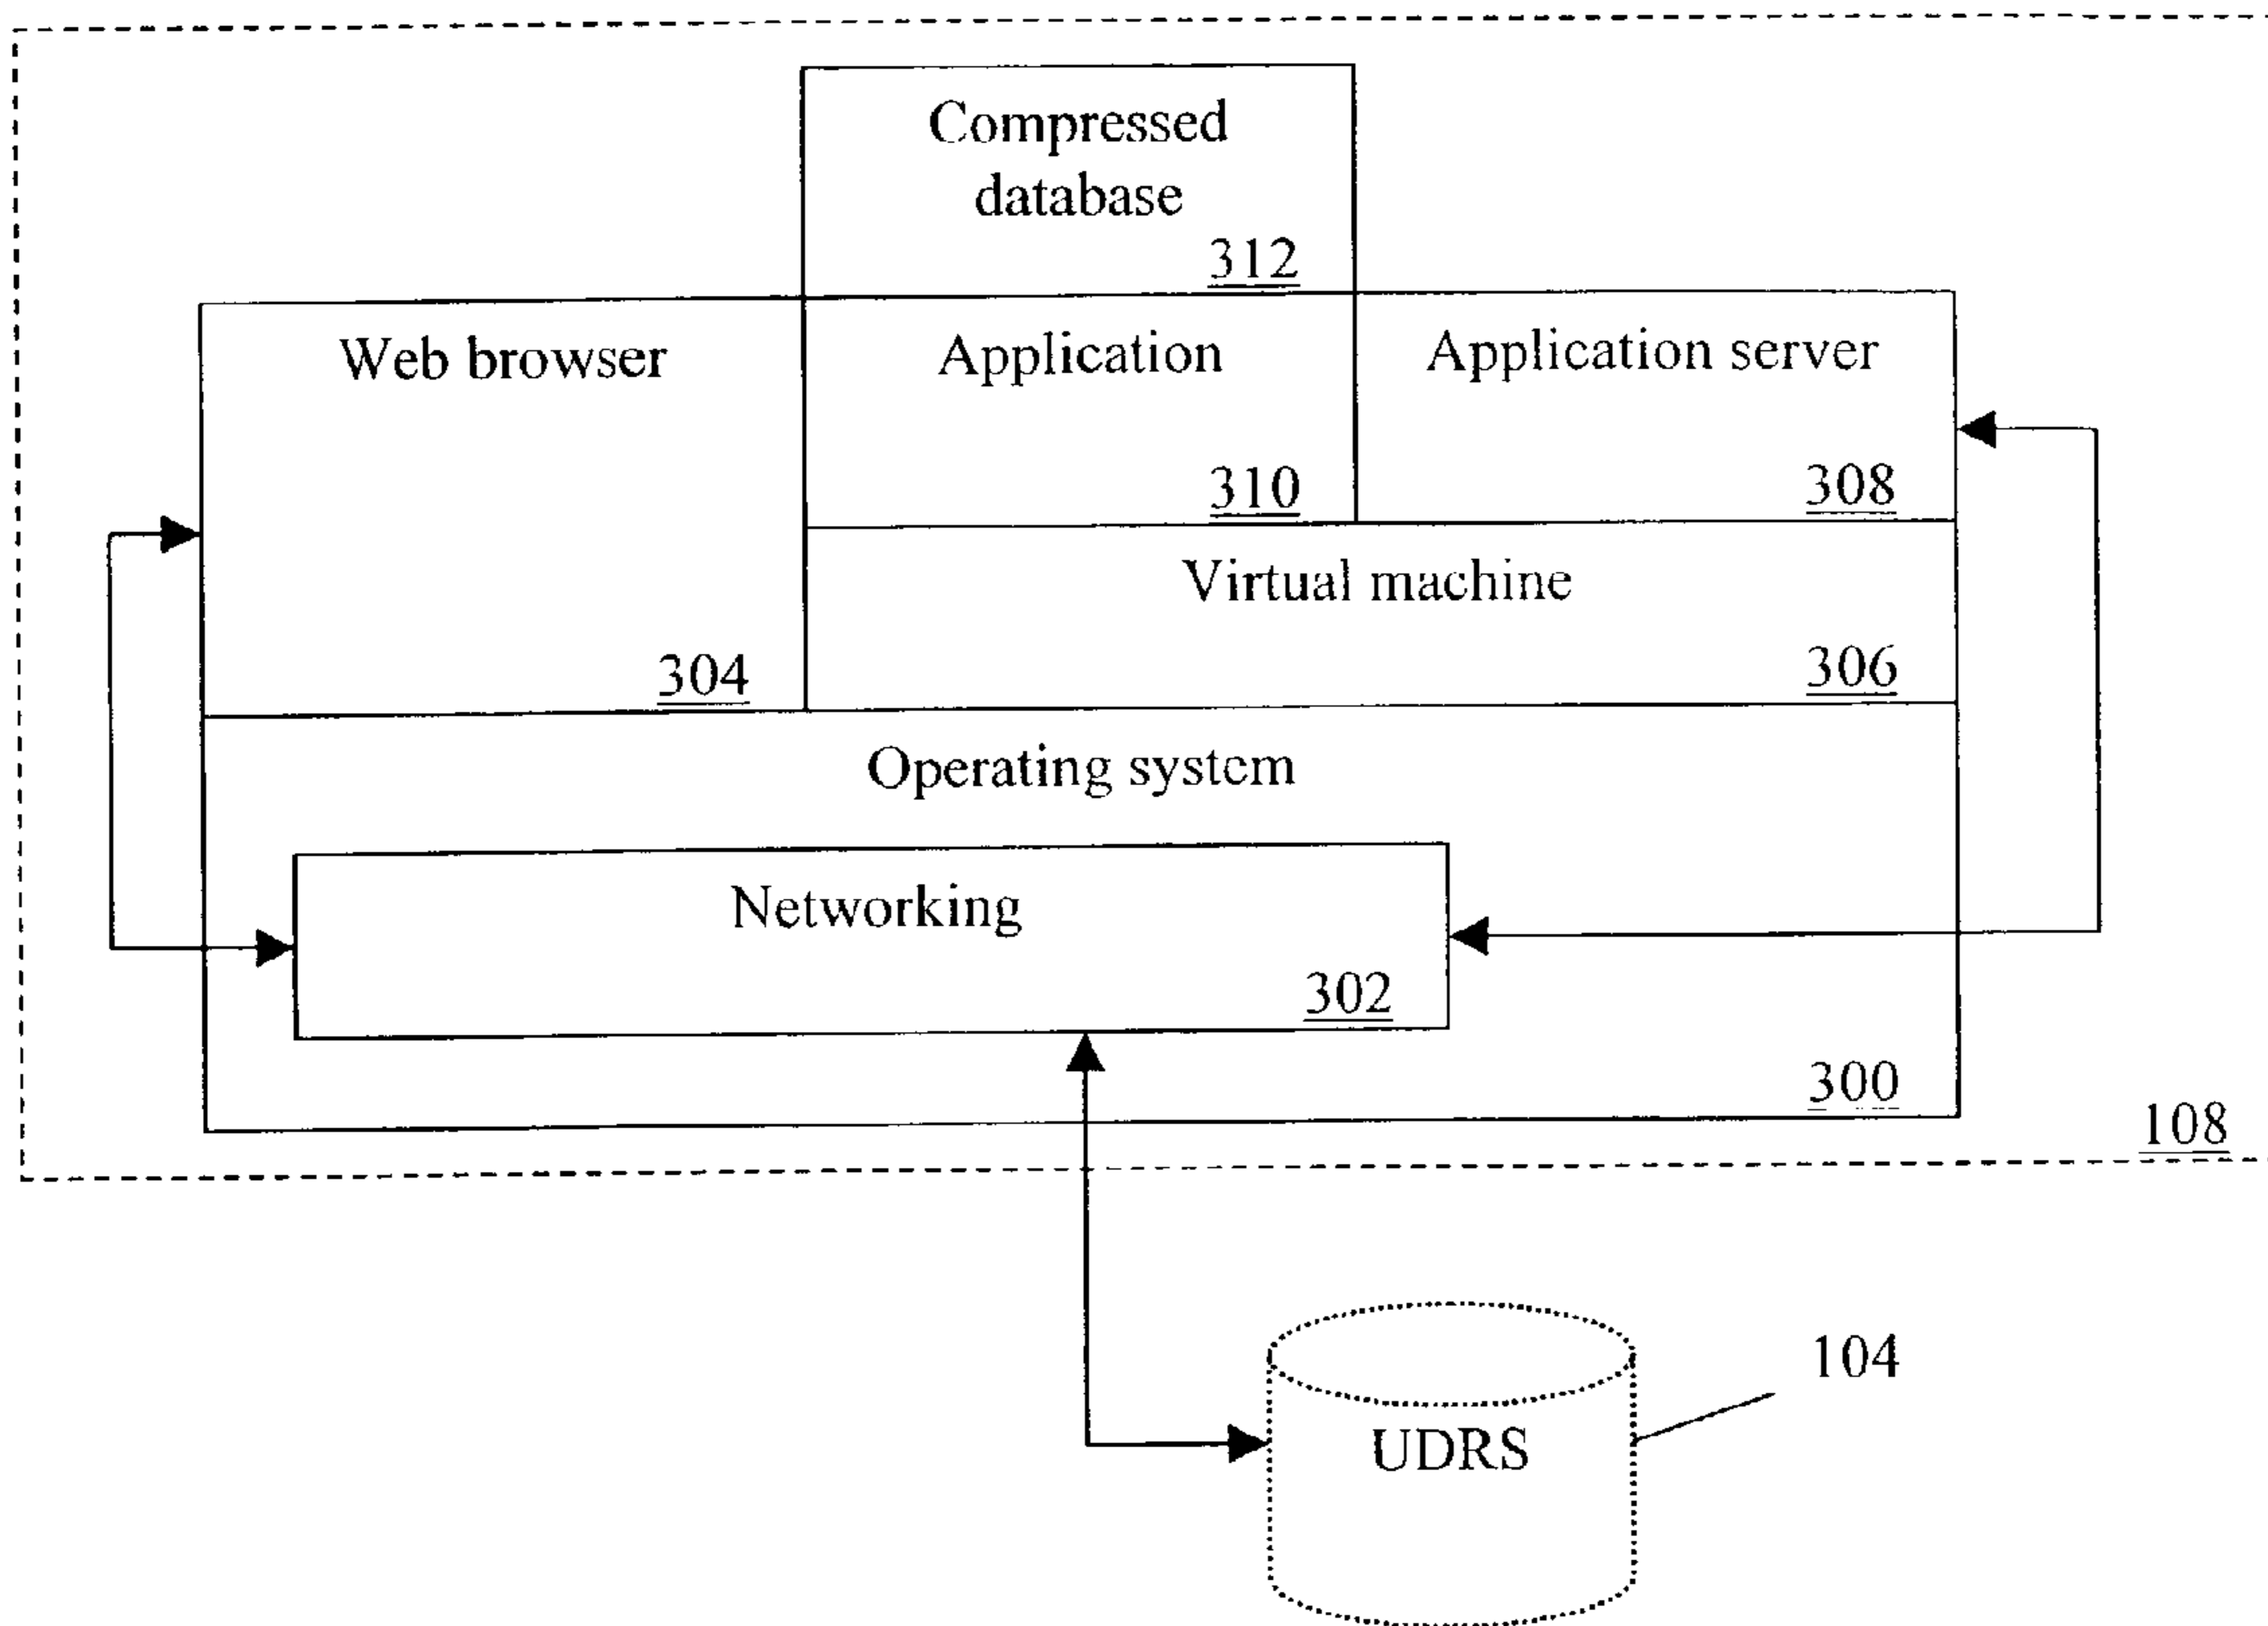 Compressed
database
312
Web browser
Application
Application server
310
308
Virtual machine
304
306
Operating system
Networking
302
300
108
104
UDRS